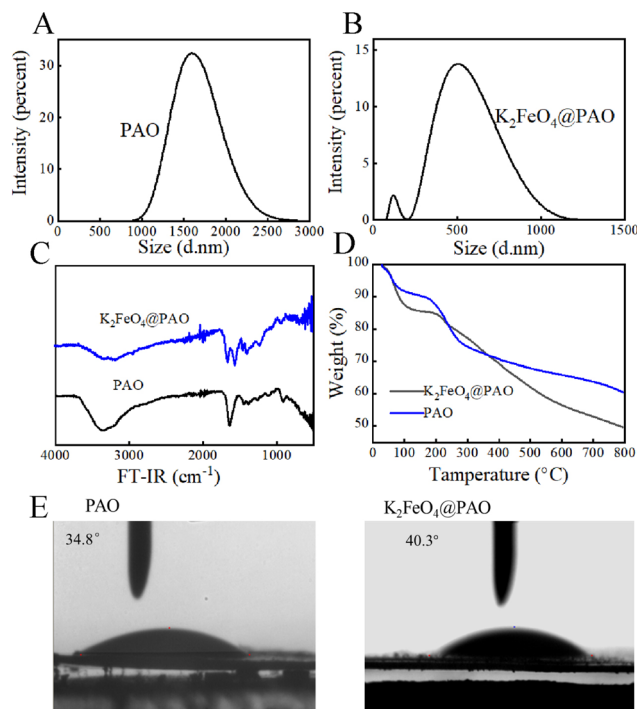 A
Intensity (percent)
30
20
10
0
PAO
0 500 1000 1500 2000 2500 3000
Size (d.nm)
B
Intensity (percent)
15
10
5
0
K₂FeO₄@PAO
0 500 1000 1500
Size (d.nm)
C
K₂FeO₄@PAO
PAO
4000 3000 2000 1000
FT-IR (cm⁻¹)
D
Weight (%)
100
90
80
70
60
50
K₂FeO₄@PAO
PAO
0 100 200 300 400 500 600 700 800
Tamperature (°C)
E
PAO
34.8°
K₂FeO₄@PAO
40.3°